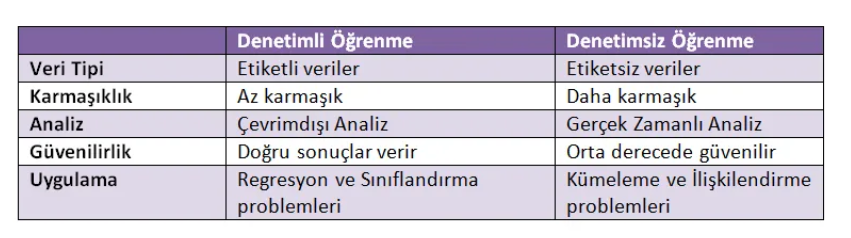 Denetimli Öğrenme Denetimsiz Öğrenme
Veri Tipi Etiketli veriler Etiketsiz veriler
Karmaşıklık Az karmaşık Daha karmaşık
Analiz Çevrimdışı Analiz Gerçek Zamanlı Analiz
Güvenilirlik Doğru sonuçlar verir Orta derecede güvenilir
Uygulama Regresyon ve Sınıflandırma Kümeleme ve İlişkilendirme
problemleri problemleri